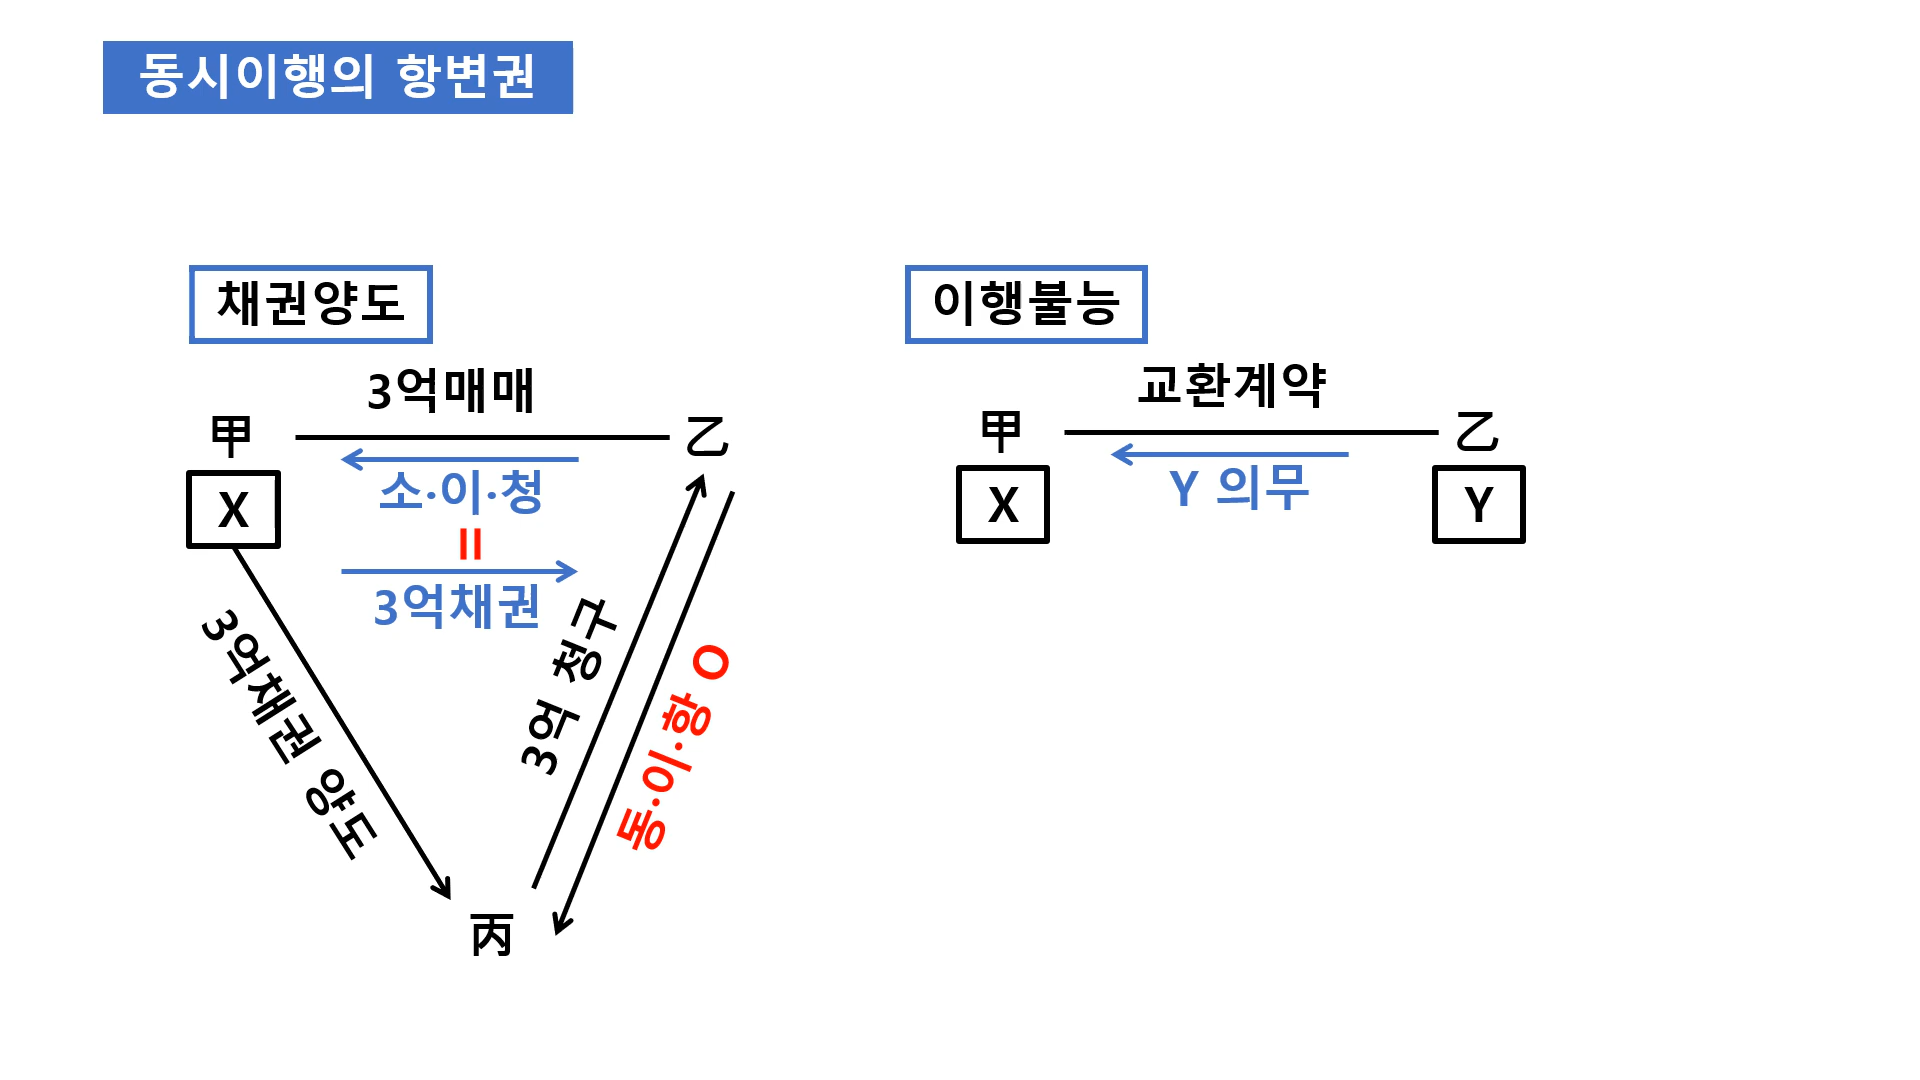 동시이행의 항변권
채권양도
3억매매
甲
乙
X
소·이·청
=
3억채권
3억채권 양도
3억 청구
동·이·항 O
丙
이행불능
교환계약
甲
乙
X
Y 의무
Y